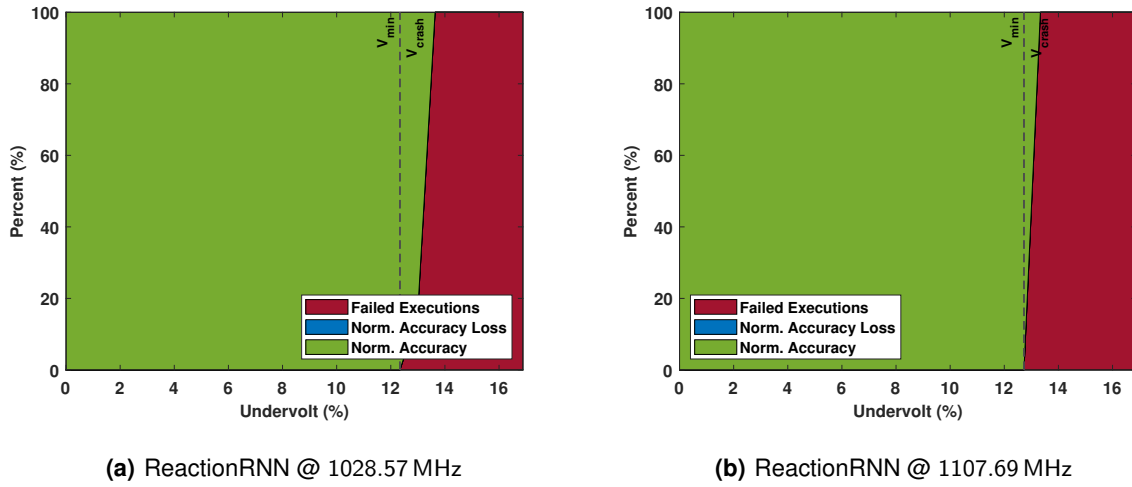 100
80
60
40
20
0
Percent (%)
V_min
V_crash
Failed Executions
Norm. Accuracy Loss
Norm. Accuracy
0 2 4 6 8 10 12 14 16
Undervolt (%)
(a) ReactionRNN @ 1028.57 MHz
100
80
60
40
20
0
Percent (%)
V_min
V_crash
Failed Executions
Norm. Accuracy Loss
Norm. Accuracy
0 2 4 6 8 10 12 14 16
Undervolt (%)
(b) ReactionRNN @ 1107.69 MHz